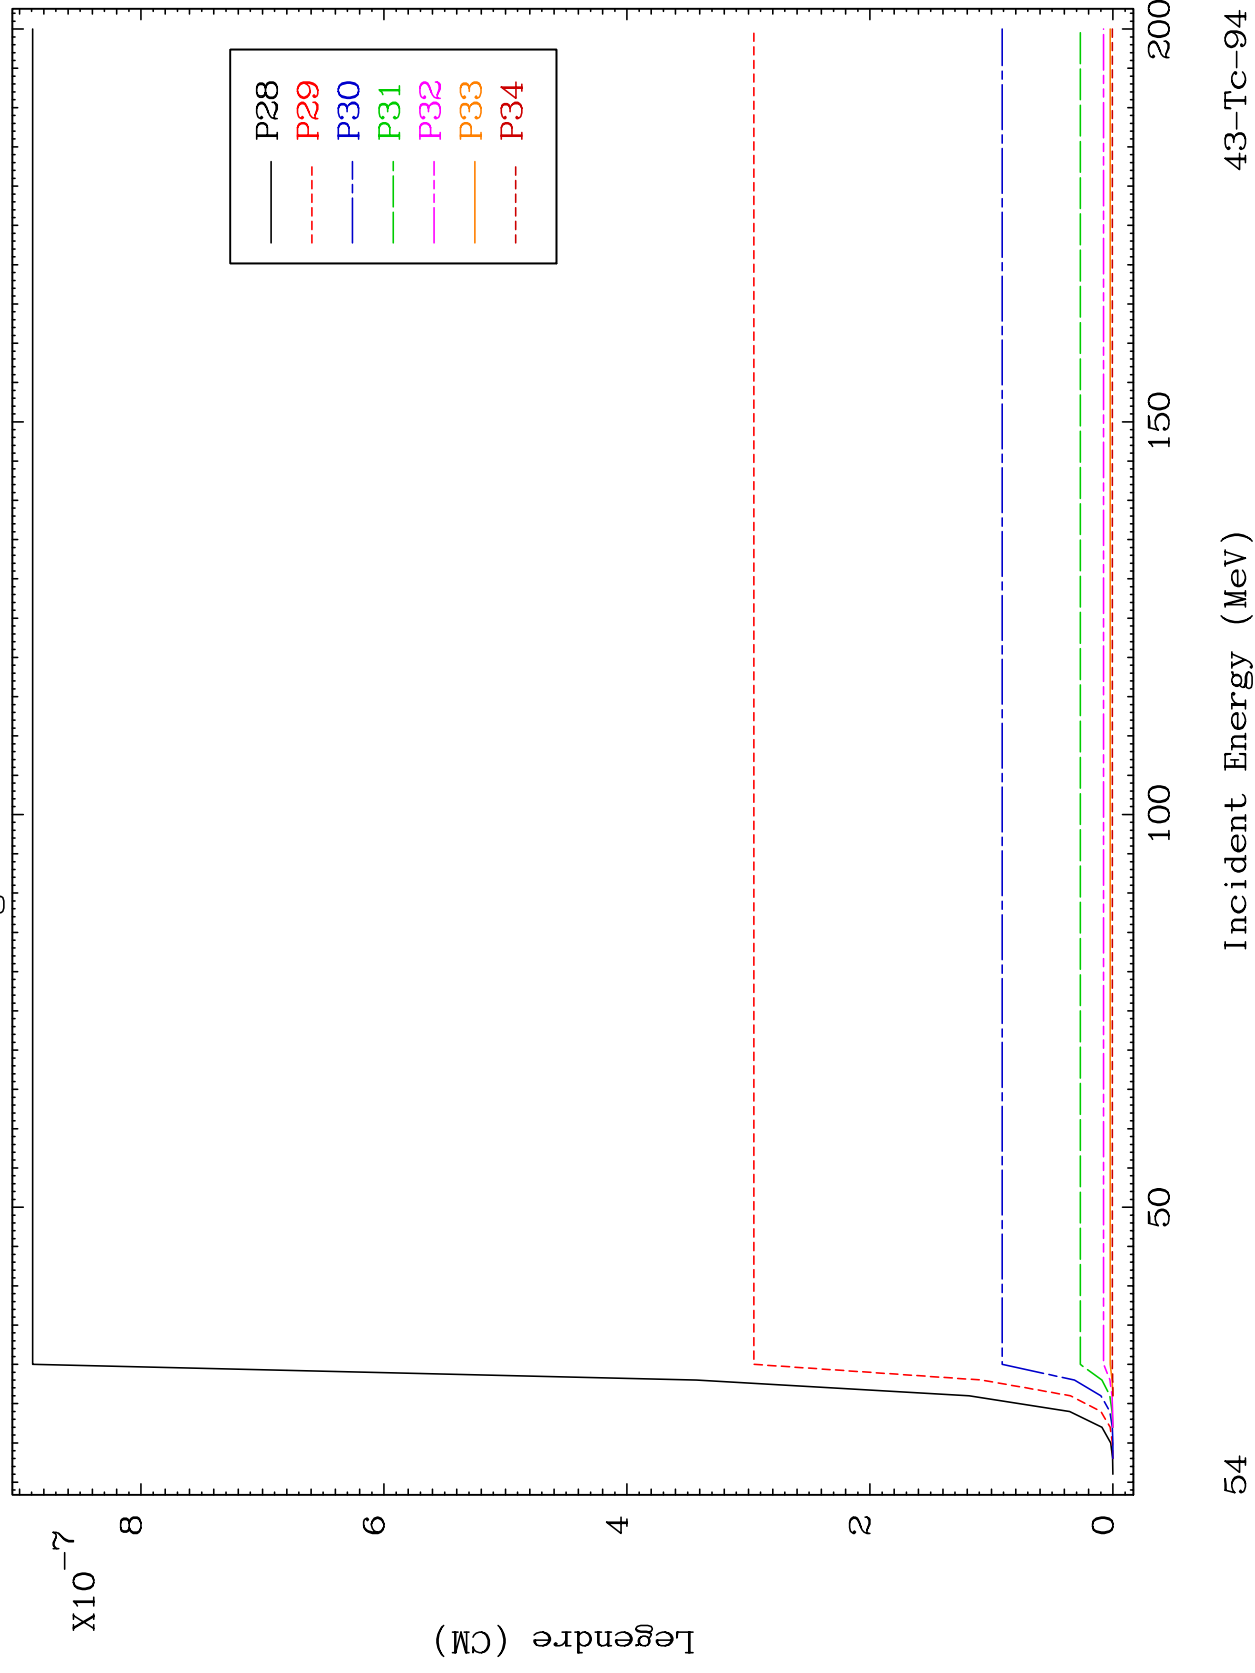 X10-7
8
6
4
2
0
Legendre (CM)
P28
P29
P30
P31
P32
P33
P34
50
100
150
200
Incident Energy (MeV)
54
43-Tc-94